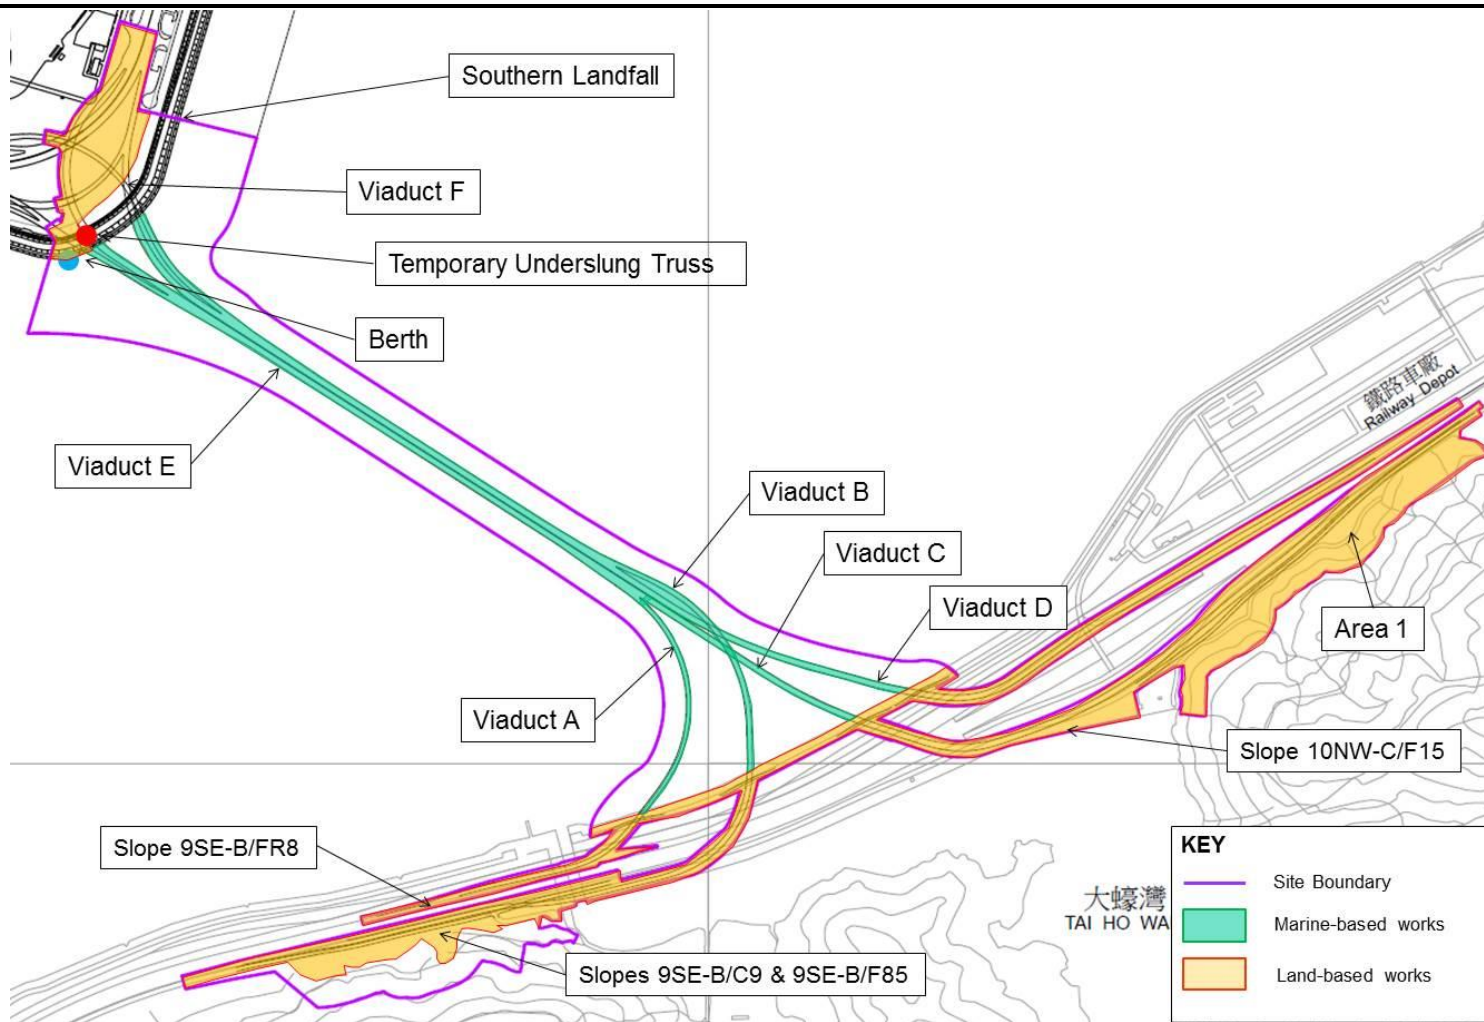 Southern Landfall
Viaduct F
Temporary Underslung Truss
Berth
Viaduct E
Viaduct B
Viaduct C
Viaduct D
鐵路車廠
Railway Depot
Area 1
Viaduct A
Slope 10NW-C/F15
Slope 9SE-B/FR8
Slopes 9SE-B/C9 & 9SE-B/F85
大蠔灣
TAI HO WA
KEY
Site Boundary
Marine-based works
Land-based works